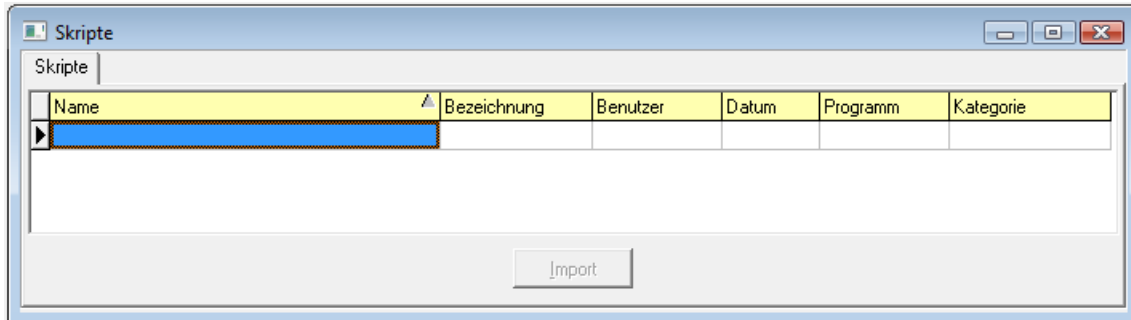 Skripte
Skripte
Name Bezeichnung Benutzer Datum Programm Kategorie
Import